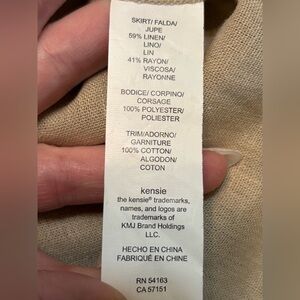 SKIRT/ FALDA/
JUPE
59% LINEN/
LINO/
LIN
41% RAYON/
VISCOSA/
RAYONNE
BODICE/ CORPINO/
CORSAGE
100% POLYESTER/
POLIESTER
TRIM/ADORNO/
GARNITURE
100% COTTON/
ALGODON/
COTON
kensie
the kensie® trademarks,
names, and logos are
trademarks of
KMJ Brand Holdings
LLC.
HECHO EN CHINA
FABRIQUÉ EN CHINE
RN 54163
CA 57151